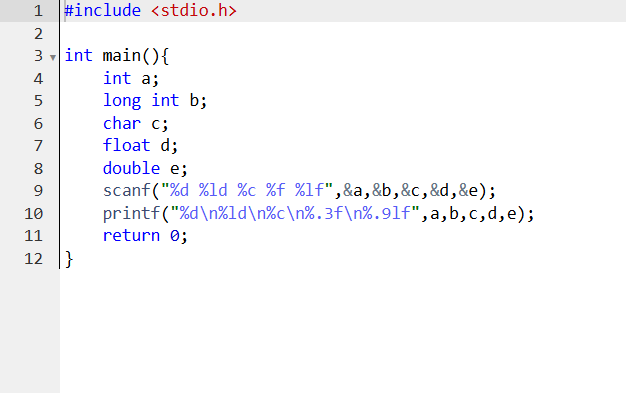 1 #include <stdio.h>
2
3 int main(){
4     int a;
5     long int b;
6     char c;
7     float d;
8     double e;
9     scanf("%d %ld %c %f %lf",&a,&b,&c,&d,&e);
10     printf("%d\n%ld\n%c\n%.3f\n%.9lf",a,b,c,d,e);
11     return 0;
12 }